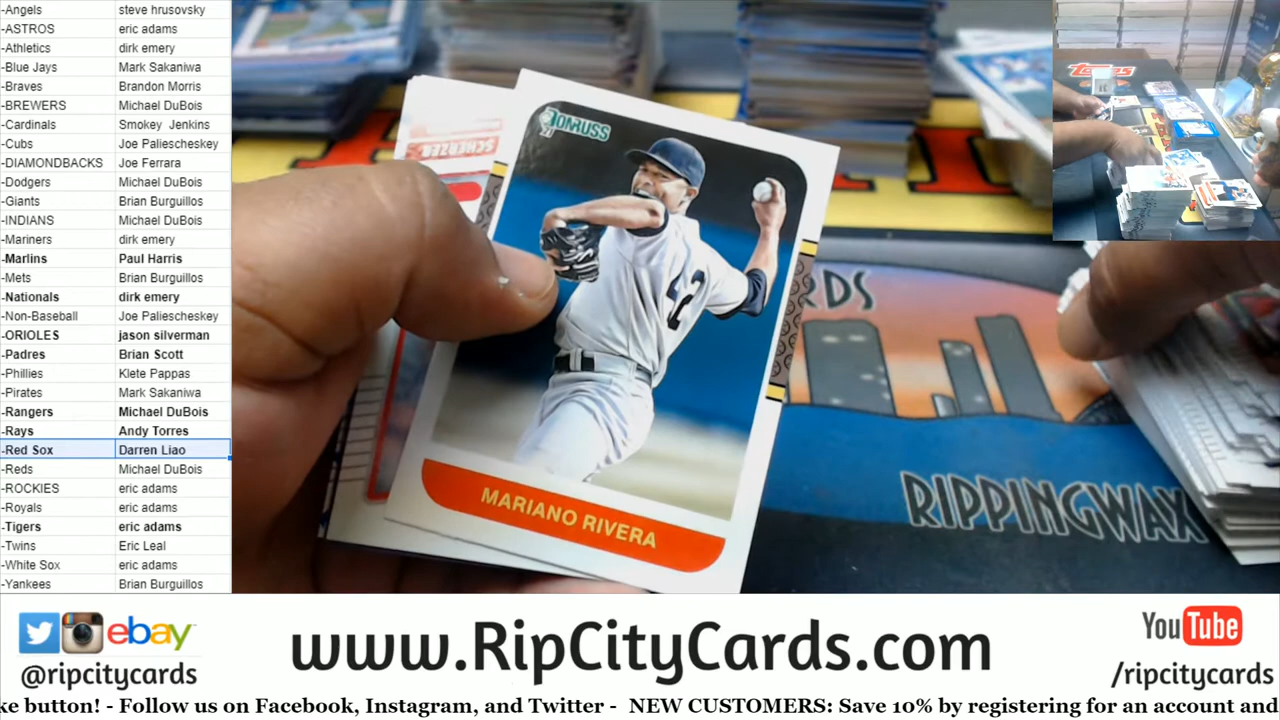 -Angels steve hrusovsky
-ASTROS eric adams
-Athletics dirk emery
-Blue Jays Mark Sakaniwa
-Braves Brandon Morris
-BREWERS Michael DuBois
-Cardinals Smokey Jenkins
-Cubs Joe Paliescheskey
-DIAMONDBACKS Joe Ferrara
-Dodgers Michael DuBois
-Giants Brian Burguillos
-INDIANS Michael DuBois
-Mariners dirk emery
-Marlins Paul Harris
-Mets Brian Burguillos
-Nationals dirk emery
-Non-Baseball Joe Paliescheskey
-ORIOLES jason silverman
-Padres Brian Scott
-Phillies Klete Pappas
-Pirates Mark Sakaniwa
-Rangers Michael DuBois
-Rays Andy Torres
-Red Sox Darren Liao
-Reds Michael DuBois
-ROCKIES eric adams
-Royals eric adams
-Tigers eric adams
-Twins Eric Leal
-White Sox eric adams
-Yankees Brian Burguillos
SCHERZER
DONRUSS
42
MARIANO RIVERA
RDS
RIPPINGWAX
Topps
ebay
@ripcitycards
www.RipCityCards.com
YouTube
/ripcitycards
ke button! - Follow us on Facebook, Instagram, and Twitter - NEW CUSTOMERS: Save 10% by registering for an account and